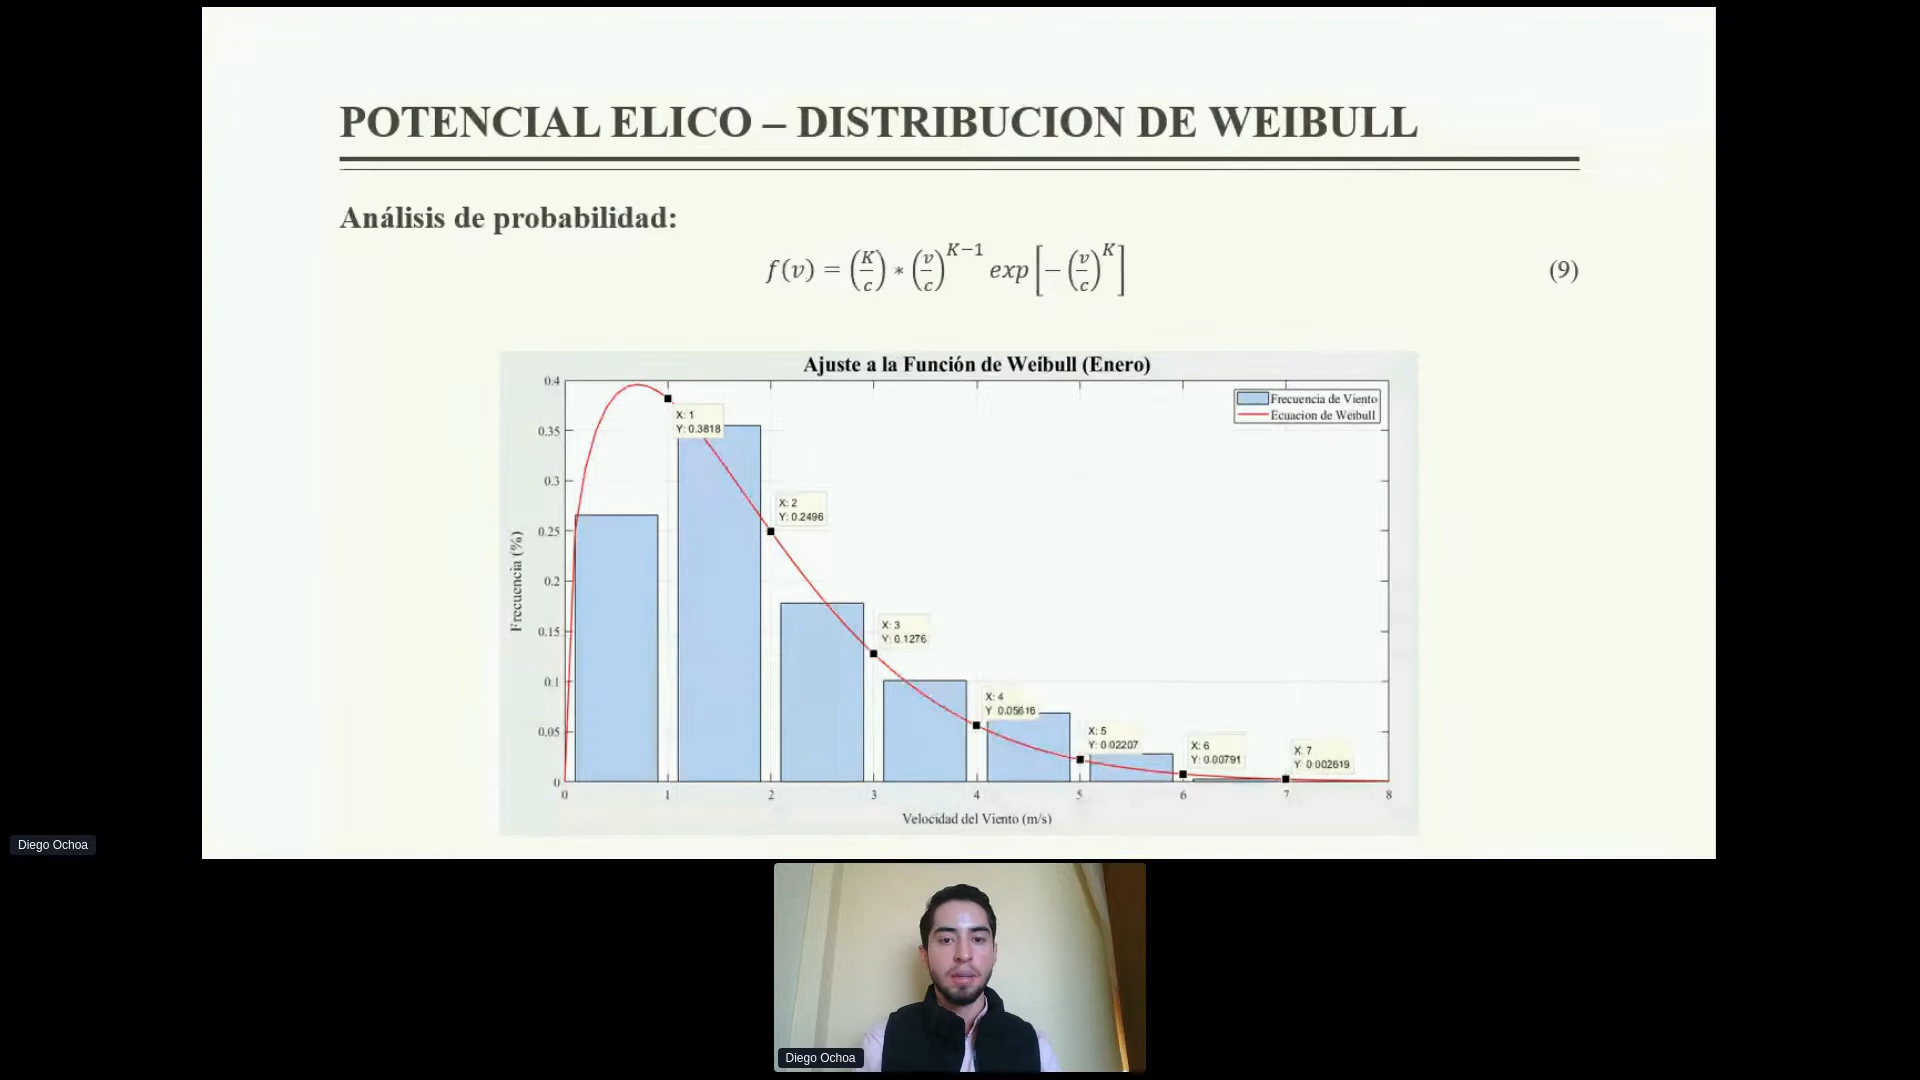 POTENCIAL ELICO – DISTRIBUCION DE WEIBULL
Análisis de probabilidad:
f(v) = (K/c) * (v/c)^{K−1} exp[−(v/c)^K] (9)
Ajuste a la Función de Weibull (Enero)
Frecuencia de Viento
Ecuacion de Weibull
Frecuencia (%)
0.4
0.35
0.3
0.25
0.2
0.15
0.1
0.05
0
X: 1
Y: 0.3818
X: 2
Y: 0.2496
X: 3
Y: 0.1276
X: 4
Y 0.05616
X: 5
Y: 0.02207
X: 6
Y: 0.00791
X: 7
Y 0.002619
0 1 2 3 4 5 6 7 8
Velocidad del Viento (m/s)
Diego Ochoa
Diego Ochoa